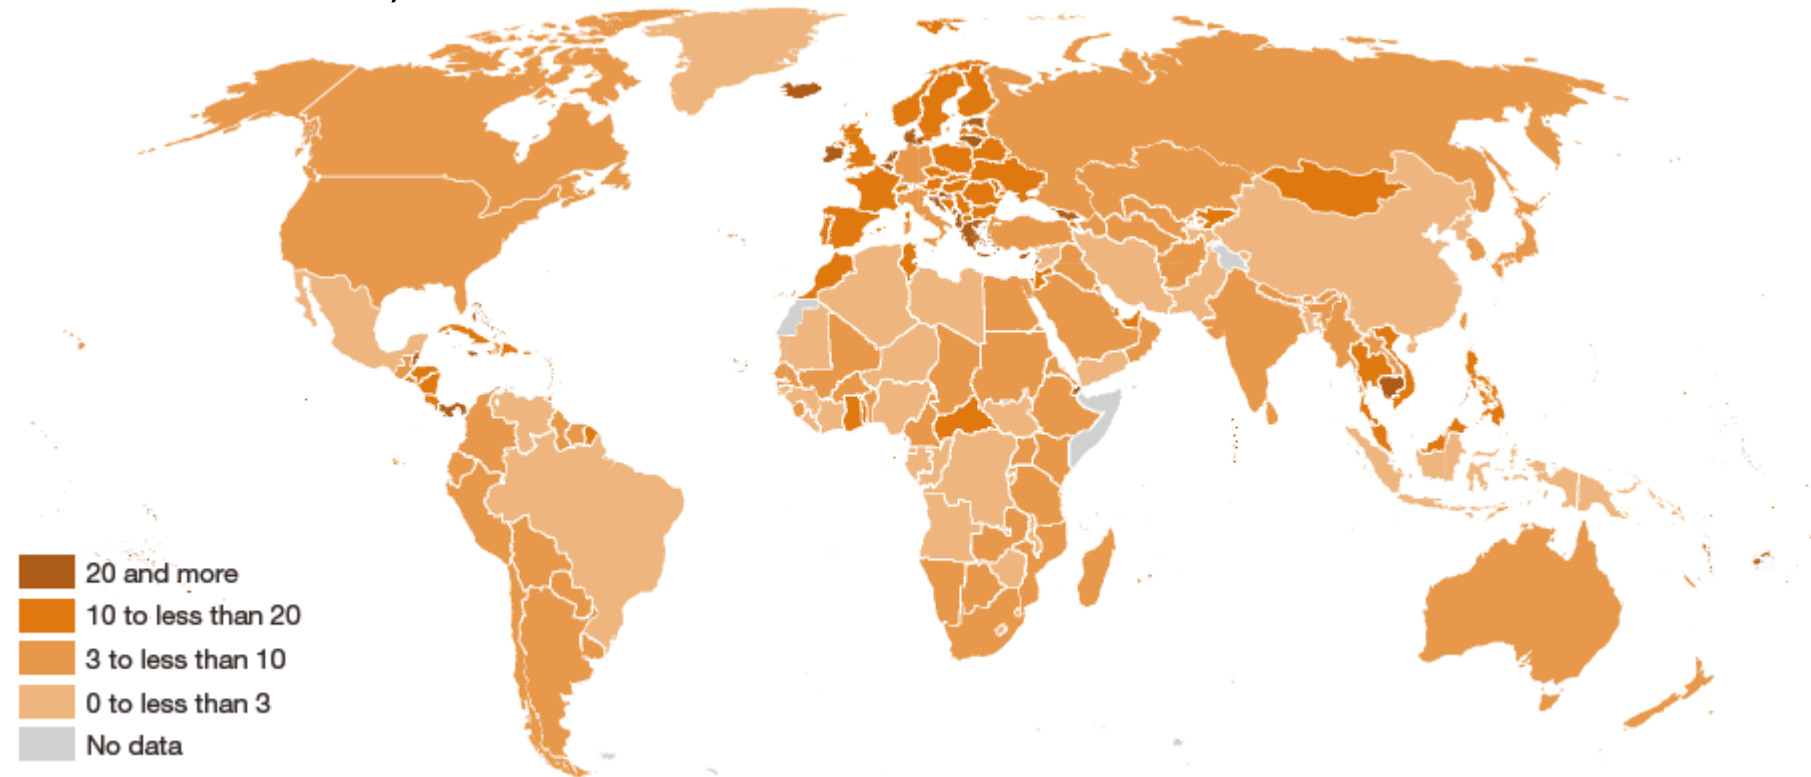 20 and more
10 to less than 20
3 to less than 10
0 to less than 3
No data